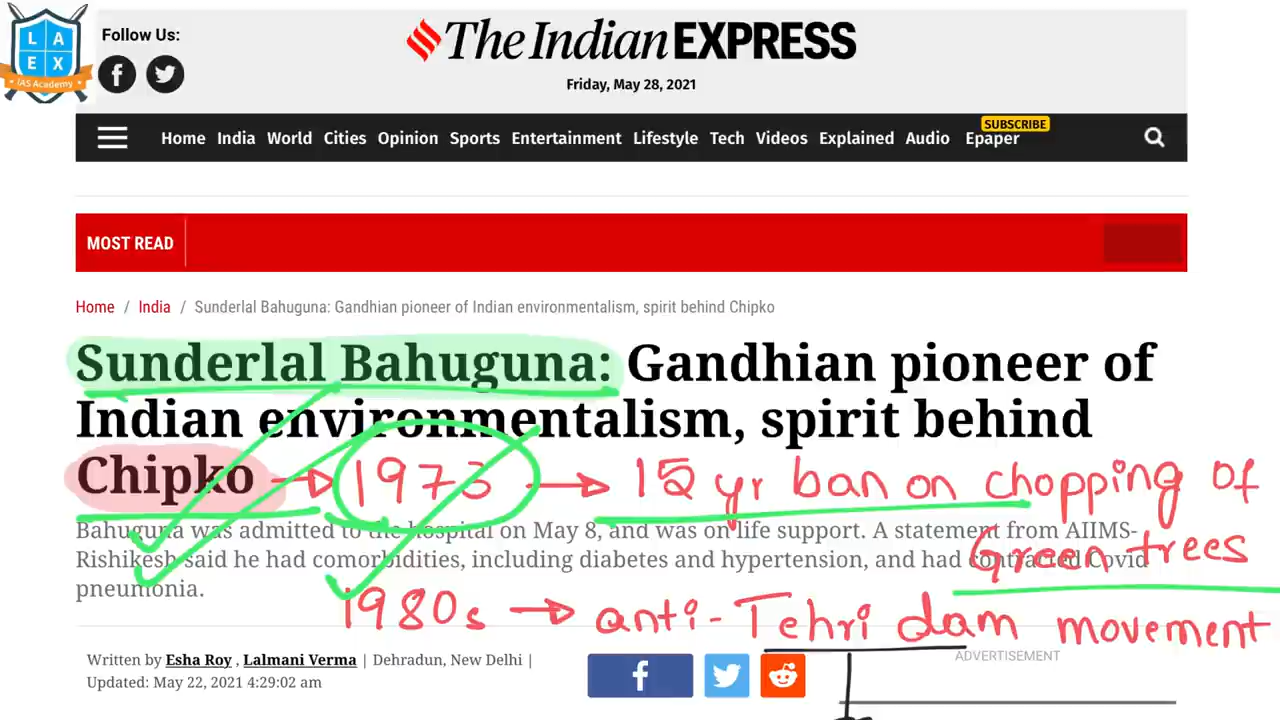 L A
E X
IAS Academy
Follow Us:
The Indian EXPRESS
Friday, May 28, 2021
SUBSCRIBE
Home India World Cities Opinion Sports Entertainment Lifestyle Tech Videos Explained Audio Epaper
MOST READ
Home / India / Sunderlal Bahuguna: Gandhian pioneer of Indian environmentalism, spirit behind Chipko
Sunderlal Bahuguna: Gandhian pioneer of
Indian environmentalism, spirit behind
Chipko → 1973 → 15 yr ban on chopping of
Bahuguna was admitted to the hospital on May 8, and was on life support. A statement from AIIMS-
Green trees
Rishikesh said he had comorbidities, including diabetes and hypertension, and had contracted Covid
pneumonia.
1980s → anti-Tehri dam movement
Written by Esha Roy , Lalmani Verma | Dehradun, New Delhi |
ADVERTISEMENT
Updated: May 22, 2021 4:29:02 am